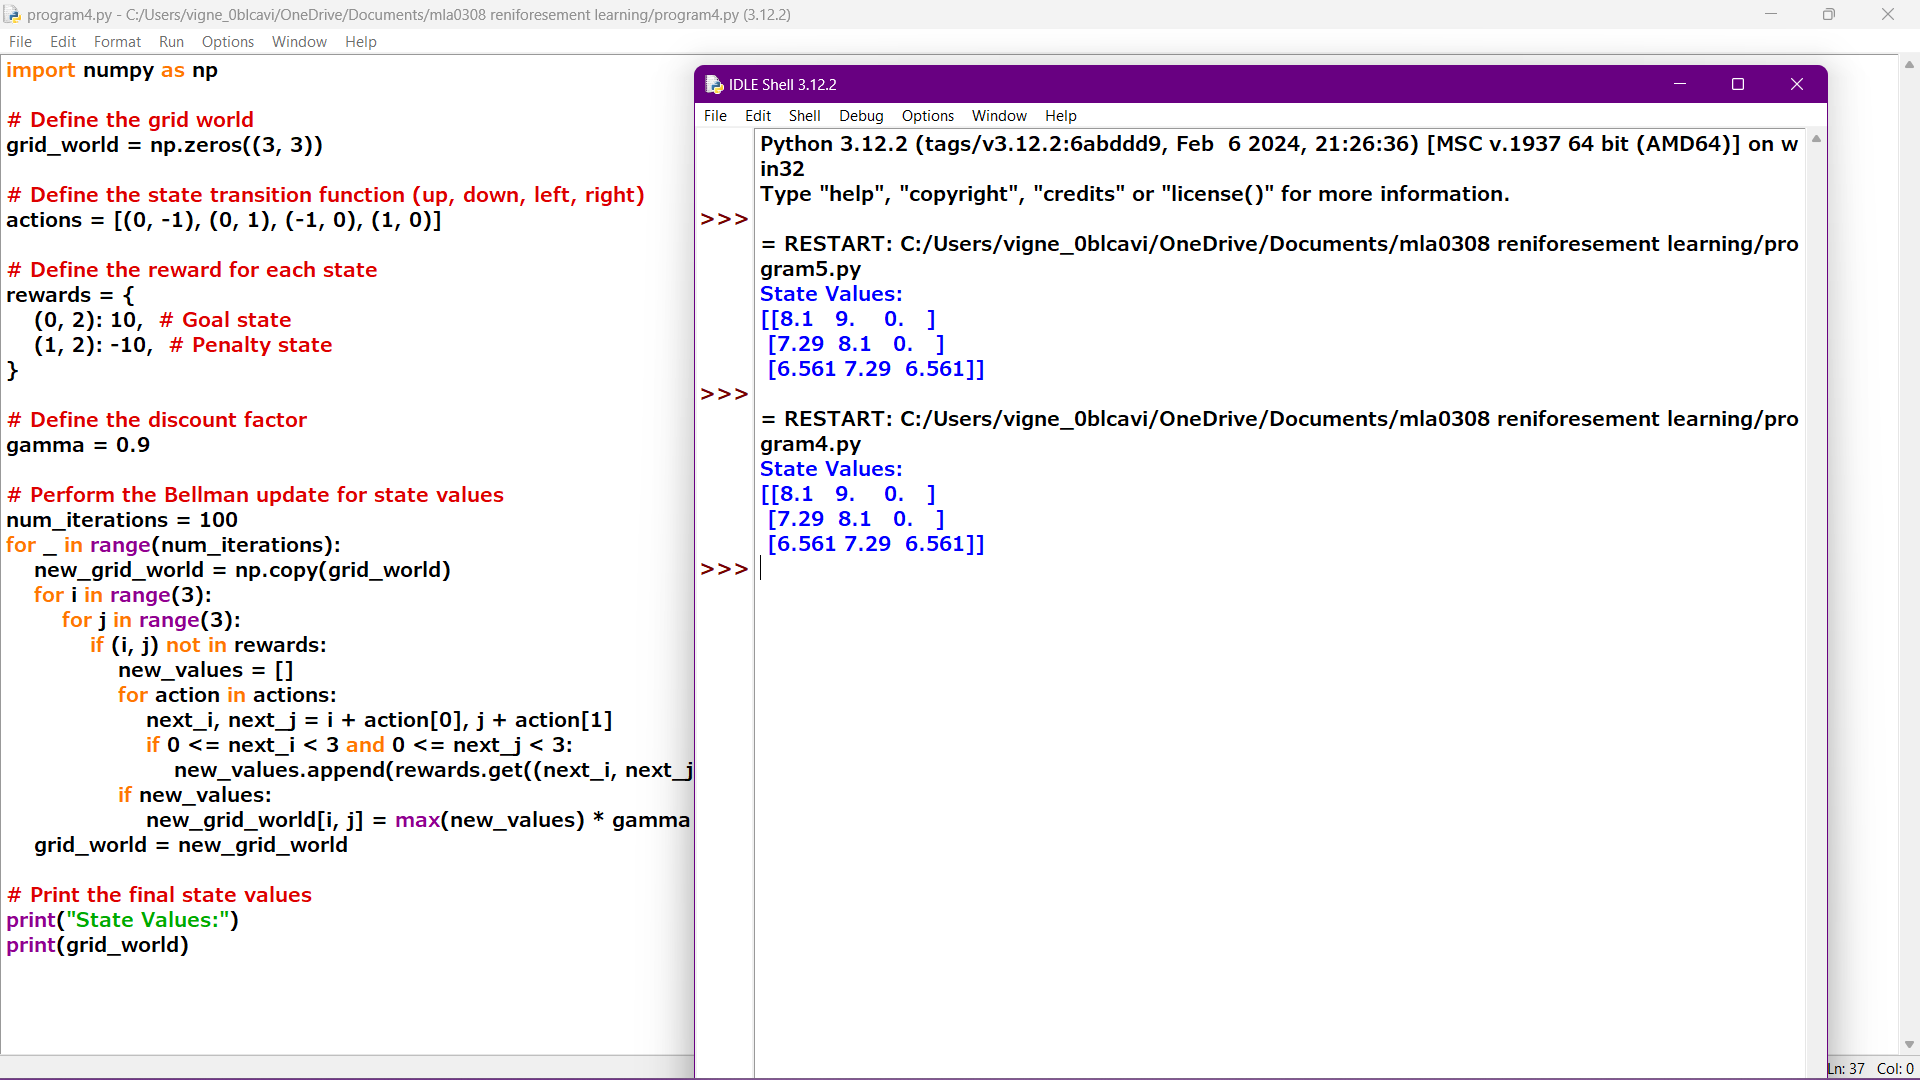 program4.py - C:/Users/vigne_0blcavi/OneDrive/Documents/mla0308 reniforesement learning/program4.py (3.12.2)
File Edit Format Run Options Window Help
import numpy as np
# Define the grid world
grid_world = np.zeros((3, 3))
# Define the state transition function (up, down, left, right)
actions = [(0, -1), (0, 1), (-1, 0), (1, 0)]
# Define the reward for each state
rewards = {
    (0, 2): 10,  # Goal state
    (1, 2): -10,  # Penalty state
}
# Define the discount factor
gamma = 0.9
# Perform the Bellman update for state values
num_iterations = 100
for _ in range(num_iterations):
    new_grid_world = np.copy(grid_world)
    for i in range(3):
        for j in range(3):
            if (i, j) not in rewards:
                new_values = []
                for action in actions:
                    next_i, next_j = i + action[0], j + action[1]
                    if 0 <= next_i < 3 and 0 <= next_j < 3:
                        new_values.append(rewards.get((next_i, next_j
                if new_values:
                    new_grid_world[i, j] = max(new_values) * gamma
    grid_world = new_grid_world
# Print the final state values
print("State Values:")
print(grid_world)
IDLE Shell 3.12.2
File Edit Shell Debug Options Window Help
Python 3.12.2 (tags/v3.12.2:6abddd9, Feb  6 2024, 21:26:36) [MSC v.1937 64 bit (AMD64)] on w
in32
Type "help", "copyright", "credits" or "license()" for more information.
>>>
= RESTART: C:/Users/vigne_0blcavi/OneDrive/Documents/mla0308 reniforesement learning/pro
gram5.py
State Values:
[[8.1   9.    0.   ]
 [7.29  8.1   0.   ]
 [6.561 7.29  6.561]]
>>>
= RESTART: C:/Users/vigne_0blcavi/OneDrive/Documents/mla0308 reniforesement learning/pro
gram4.py
State Values:
[[8.1   9.    0.   ]
 [7.29  8.1   0.   ]
 [6.561 7.29  6.561]]
>>>
Ln: 37 Col: 0